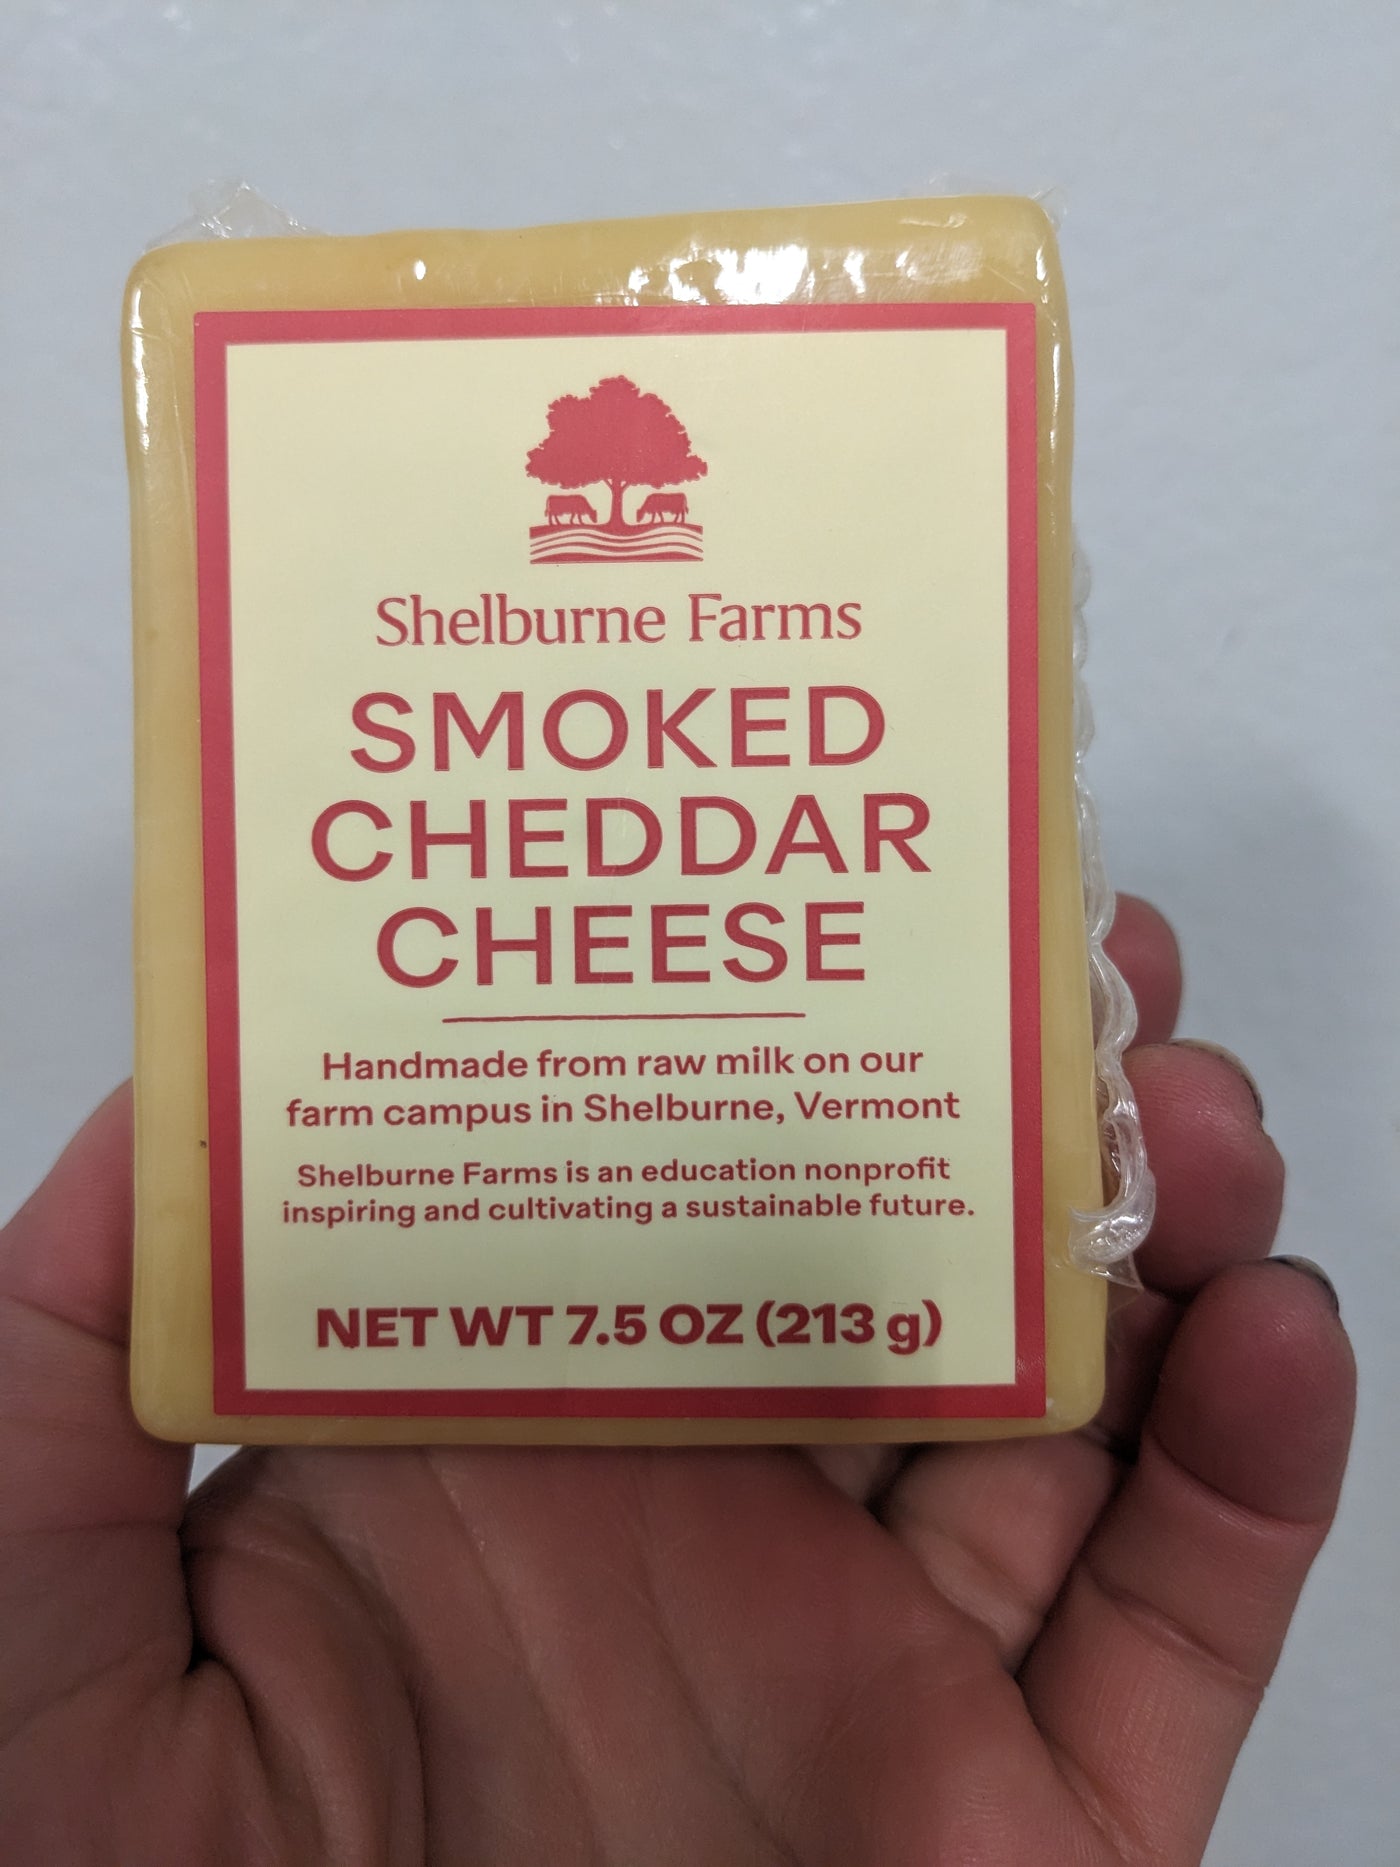 Shelburne Farms
SMOKED
CHEDDAR
CHEESE
Handmade from raw milk on our
farm campus in Shelburne, Vermont
Shelburne Farms is an education nonprofit
inspiring and cultivating a sustainable future.
NET WT 7.5 OZ (213 g)